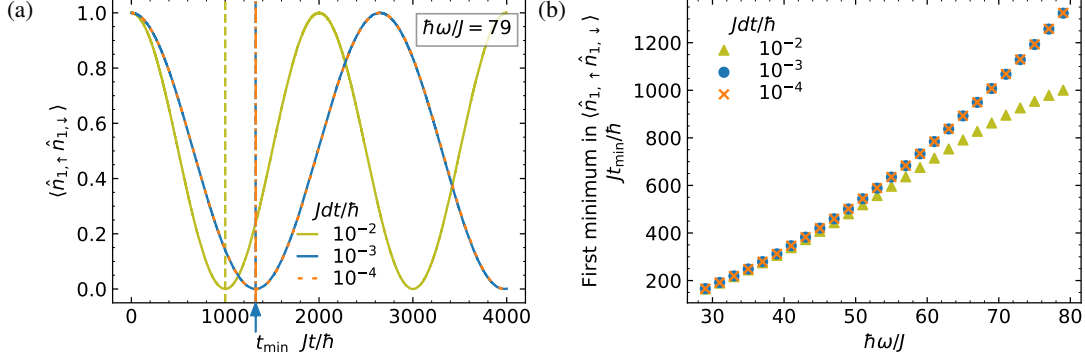 (a)
1.0
0.8
0.6
0.4
0.2
0.0
⟨n̂1,↑ n̂1,↓⟩
ħω/J = 79
Jdt/ħ
10⁻²
10⁻³
10⁻⁴
0 1000 2000 3000 4000
tmin Jt/ħ
(b)
1200
1000
800
600
400
200
First minimum in ⟨n̂1,↑ n̂1,↓⟩
Jtmin/ħ
Jdt/ħ
10⁻²
10⁻³
10⁻⁴
30 40 50 60 70 80
ħω/J